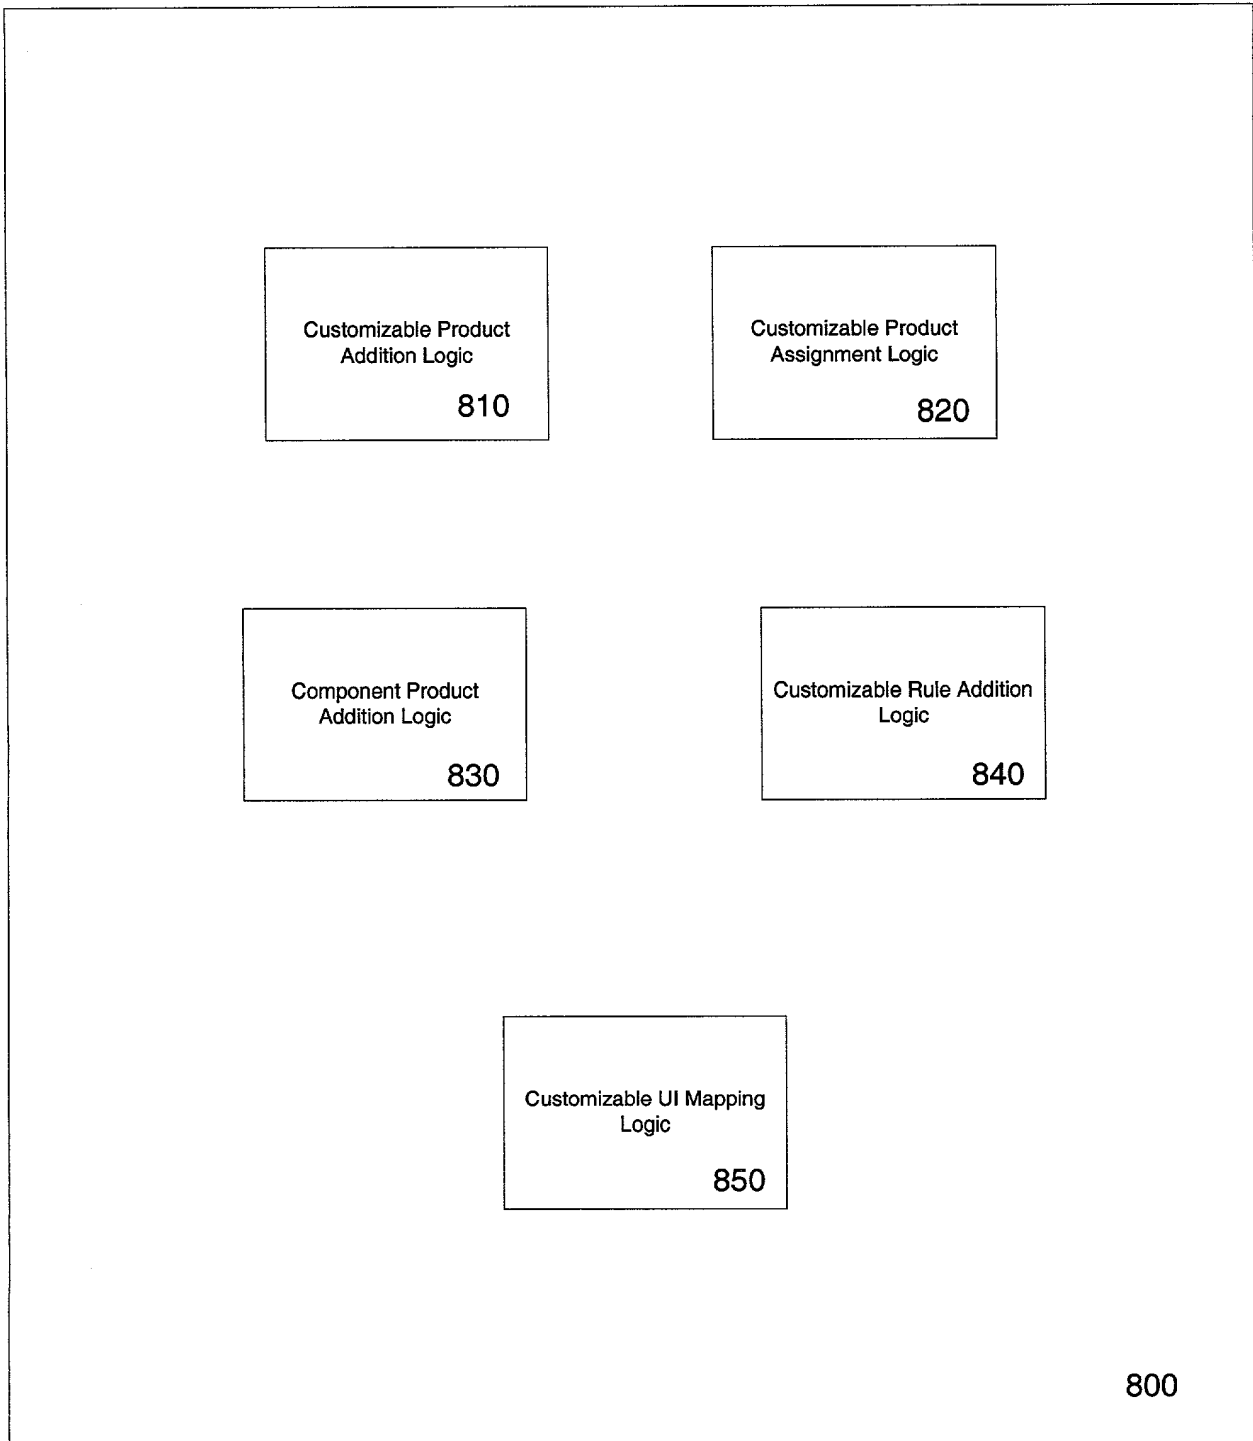 Customizable Product
Addition Logic
810
Customizable Product
Assignment Logic
820
Component Product
Addition Logic
830
Customizable Rule Addition
Logic
840
Customizable UI Mapping
Logic
850
800